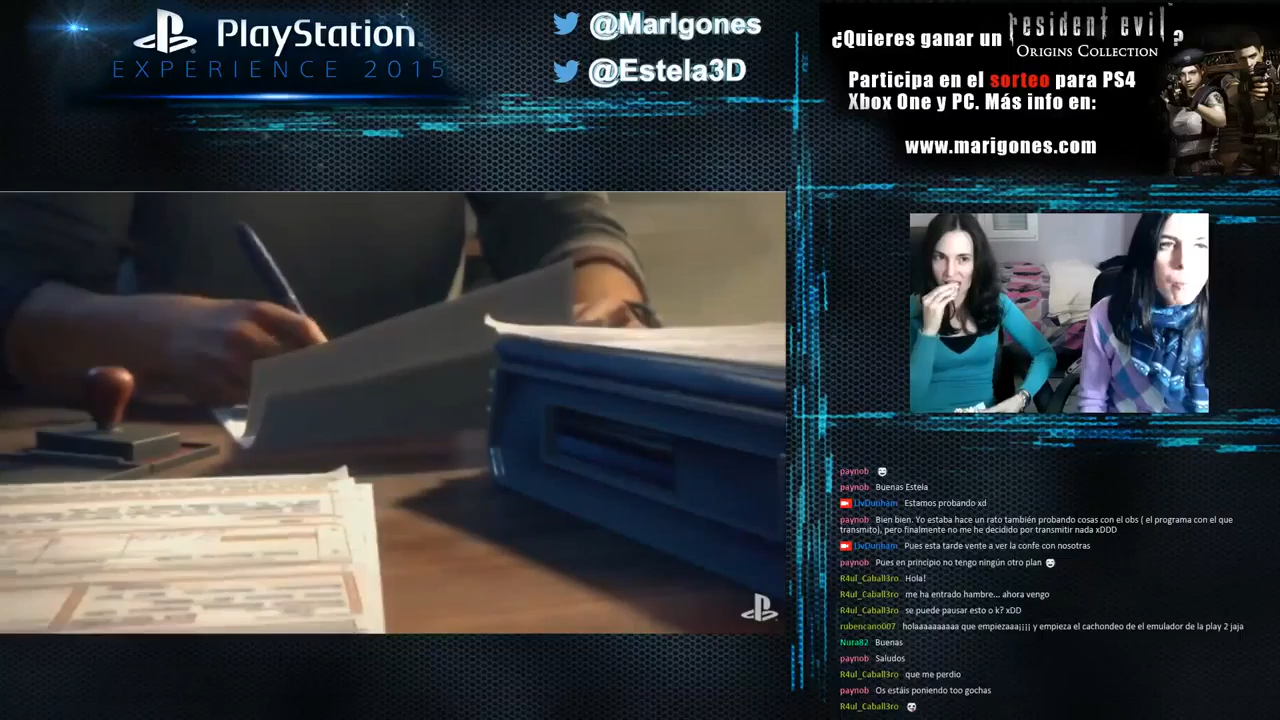 PlayStation
EXPERIENCE 2015
@MarIgones
@Estela3D
¿Quieres ganar un resident evil ?
ORIGINS COLLECTION
Participa en el sorteo para PS4
Xbox One y PC. Más info en:
www.marigones.com
paynob
paynob Buenas Estela
LivDunham Estamos probando xd
paynob Bien bien. Yo estaba hace un rato también probando cosas con el obs ( el programa con el que
transmito), pero finalmente no me he decidido por transmitir nada xDDD
LivDunham Pues esta tarde vente a ver la confe con nosotras
paynob Pues en principio no tengo ningún otro plan
R4ul_Caball3ro Hola!
R4ul_Caball3ro me ha entrado hambre... ahora vengo
R4ul_Caball3ro se puede pausar esto o k? xDD
rubencano007 holaaaaaaaaa que empiezaaa¡¡¡¡ y empieza el cachondeo de el emulador de la play 2 jaja
Nura82 Buenas
paynob Saludos
R4ul_Caball3ro que me perdio
paynob Os estáis poniendo too gochas
R4ul_Caball3ro